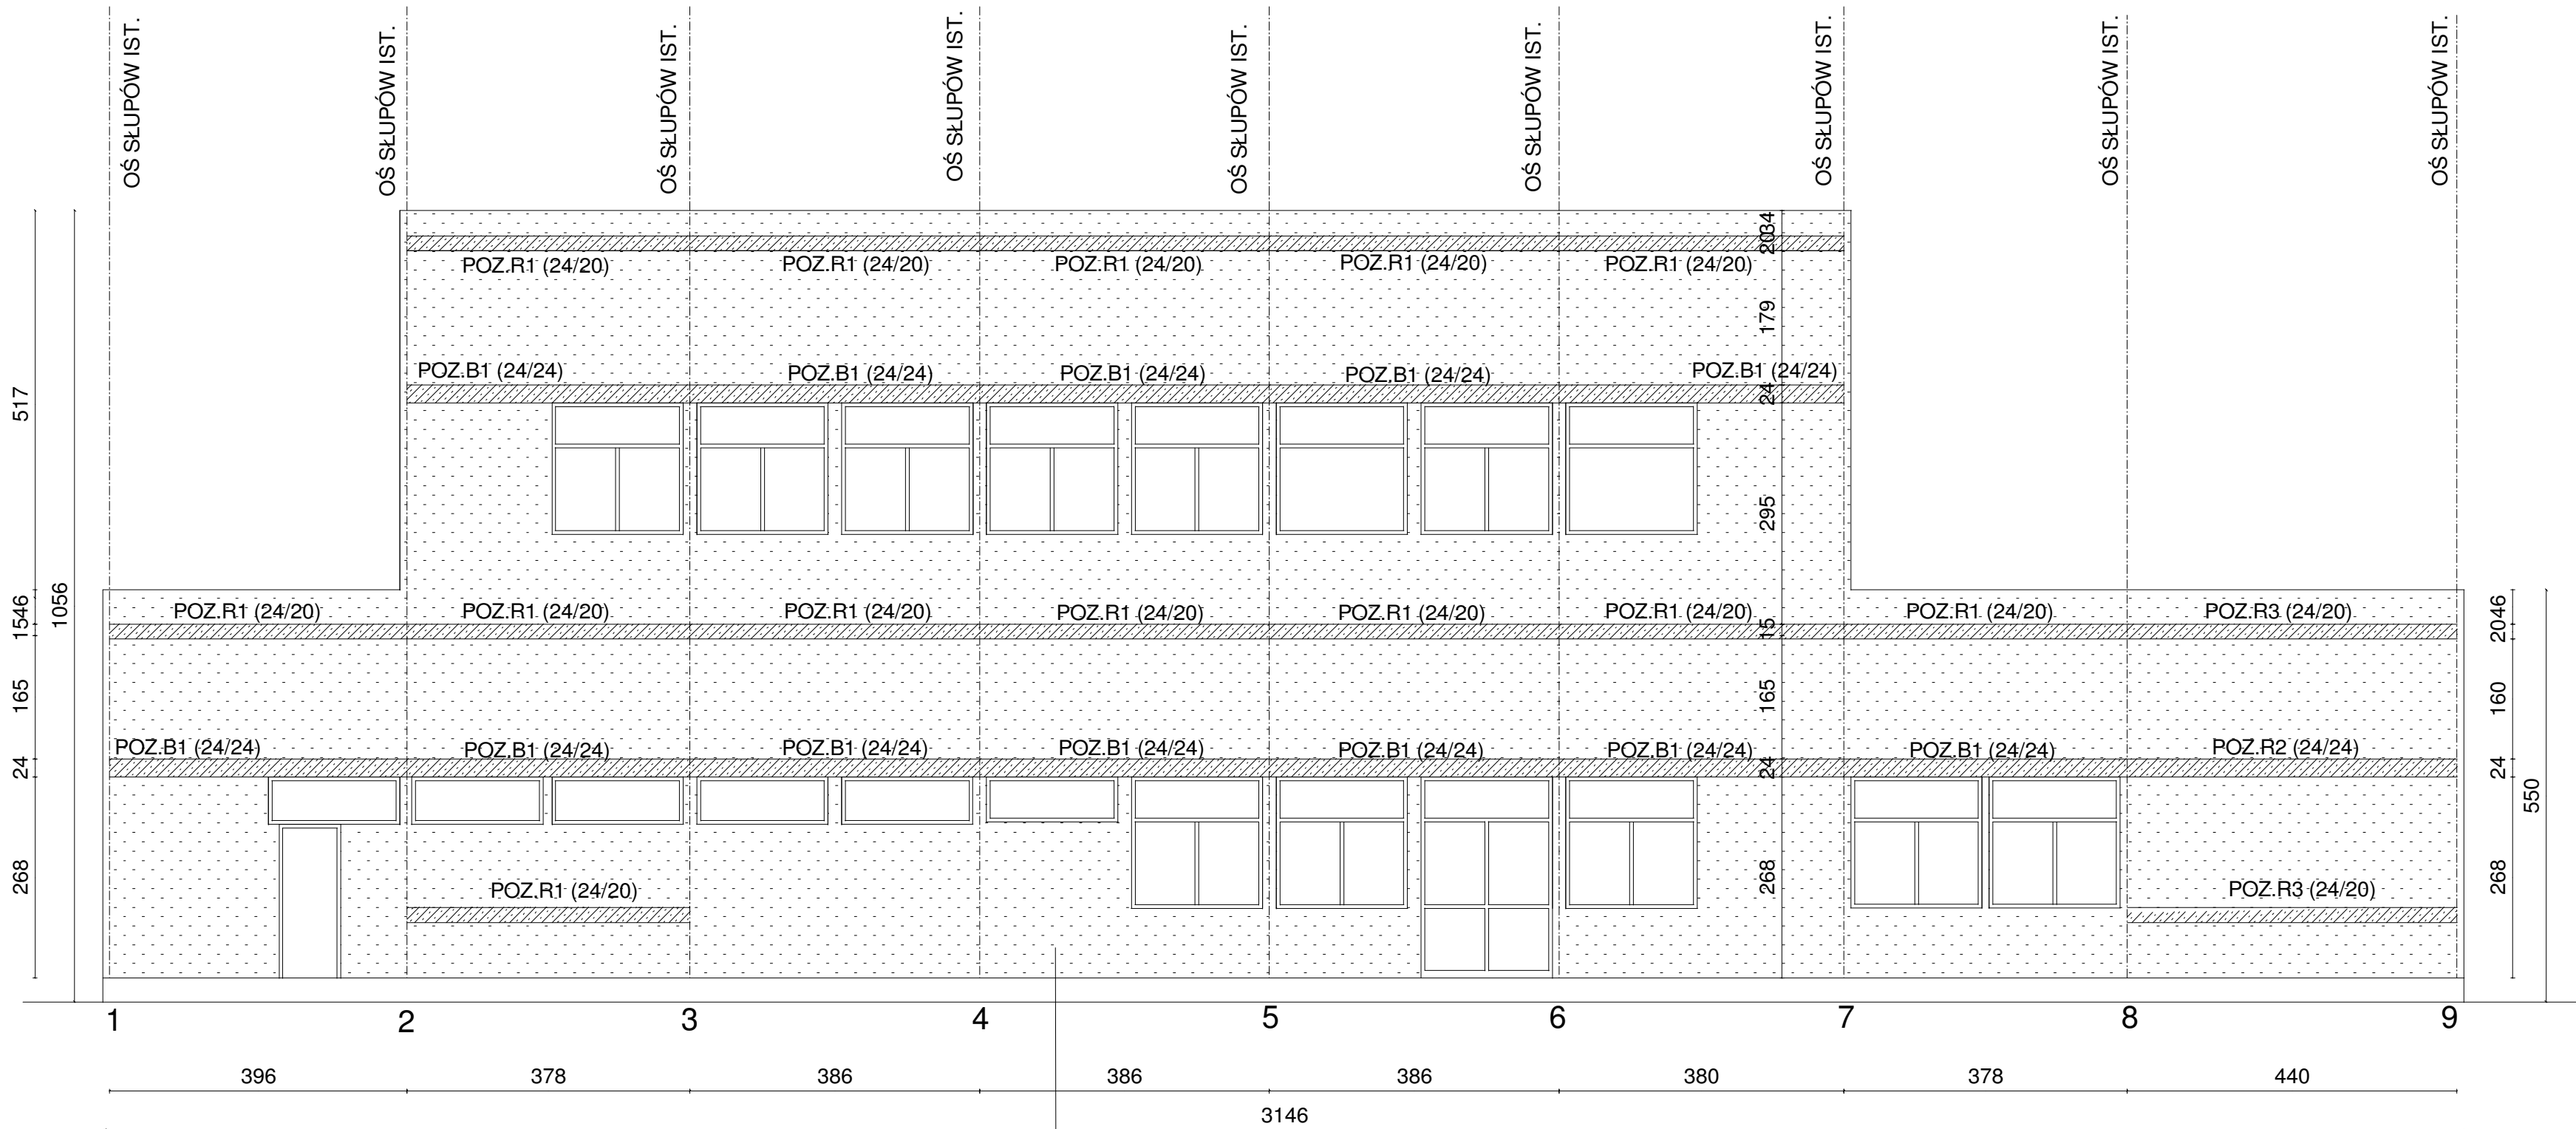 OŚ SŁUPÓW IST.
OŚ SŁUPÓW IST.
OŚ SŁUPÓW IST.
OŚ SŁUPÓW IST.
OŚ SŁUPÓW IST.
OŚ SŁUPÓW IST.
OŚ SŁUPÓW IST.
OŚ SŁUPÓW IST.
OŚ SŁUPÓW IST.
34
20
POZ.R1 (24/20)
POZ.R1 (24/20)
POZ.R1 (24/20)
POZ.R1 (24/20)
POZ.R1 (24/20)
179
POZ.B1 (24/24)
POZ.B1 (24/24)
POZ.B1 (24/24)
POZ.B1 (24/24)
POZ.B1 (24/24)
24
517
295
1056
46
15
POZ.R1 (24/20)
POZ.R1 (24/20)
POZ.R1 (24/20)
POZ.R1 (24/20)
POZ.R1 (24/20)
POZ.R1 (24/20)
POZ.R1 (24/20)
POZ.R3 (24/20)
15
46
20
165
165
160
POZ.B1 (24/24)
POZ.B1 (24/24)
POZ.B1 (24/24)
POZ.B1 (24/24)
POZ.B1 (24/24)
POZ.B1 (24/24)
POZ.B1 (24/24)
POZ.R2 (24/24)
24
24
24
550
268
268
268
POZ.R1 (24/20)
POZ.R3 (24/20)
1 2 3 4 5 6 7 8 9
396 378 386 386 386 380 378 440
3146